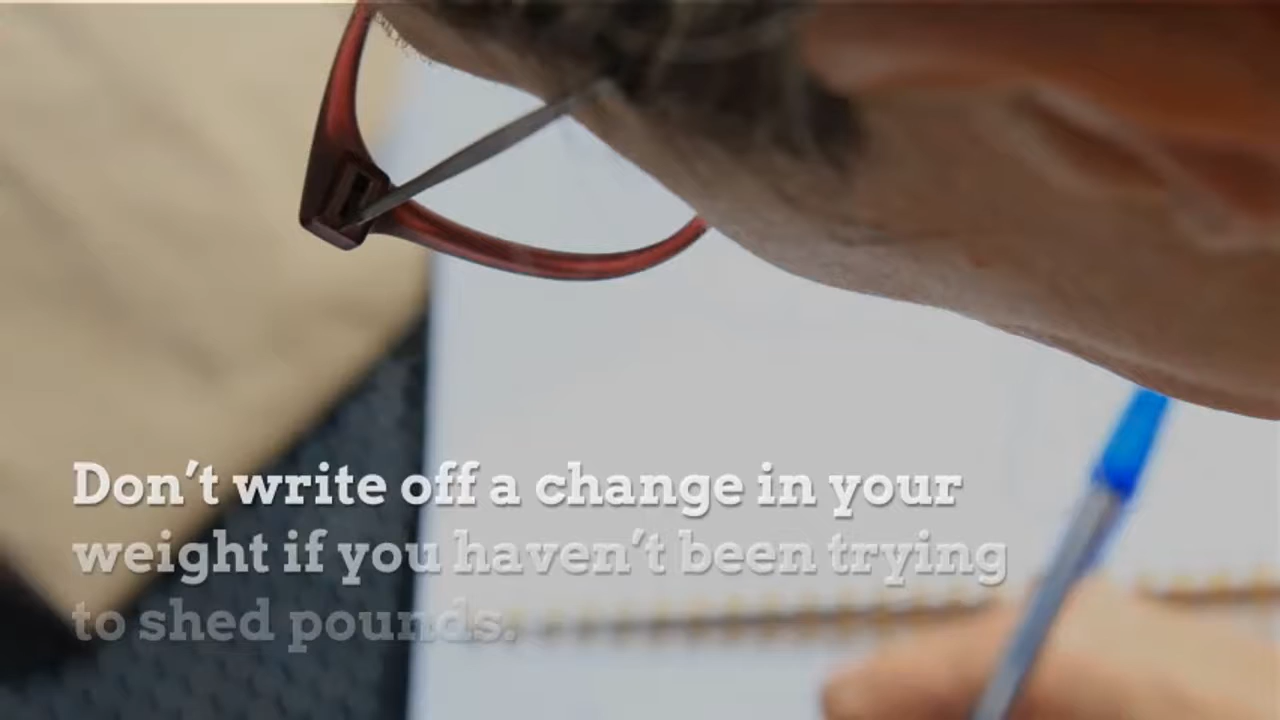 Don’t write off a change in your
weight if you haven’t been trying
to shed pounds.